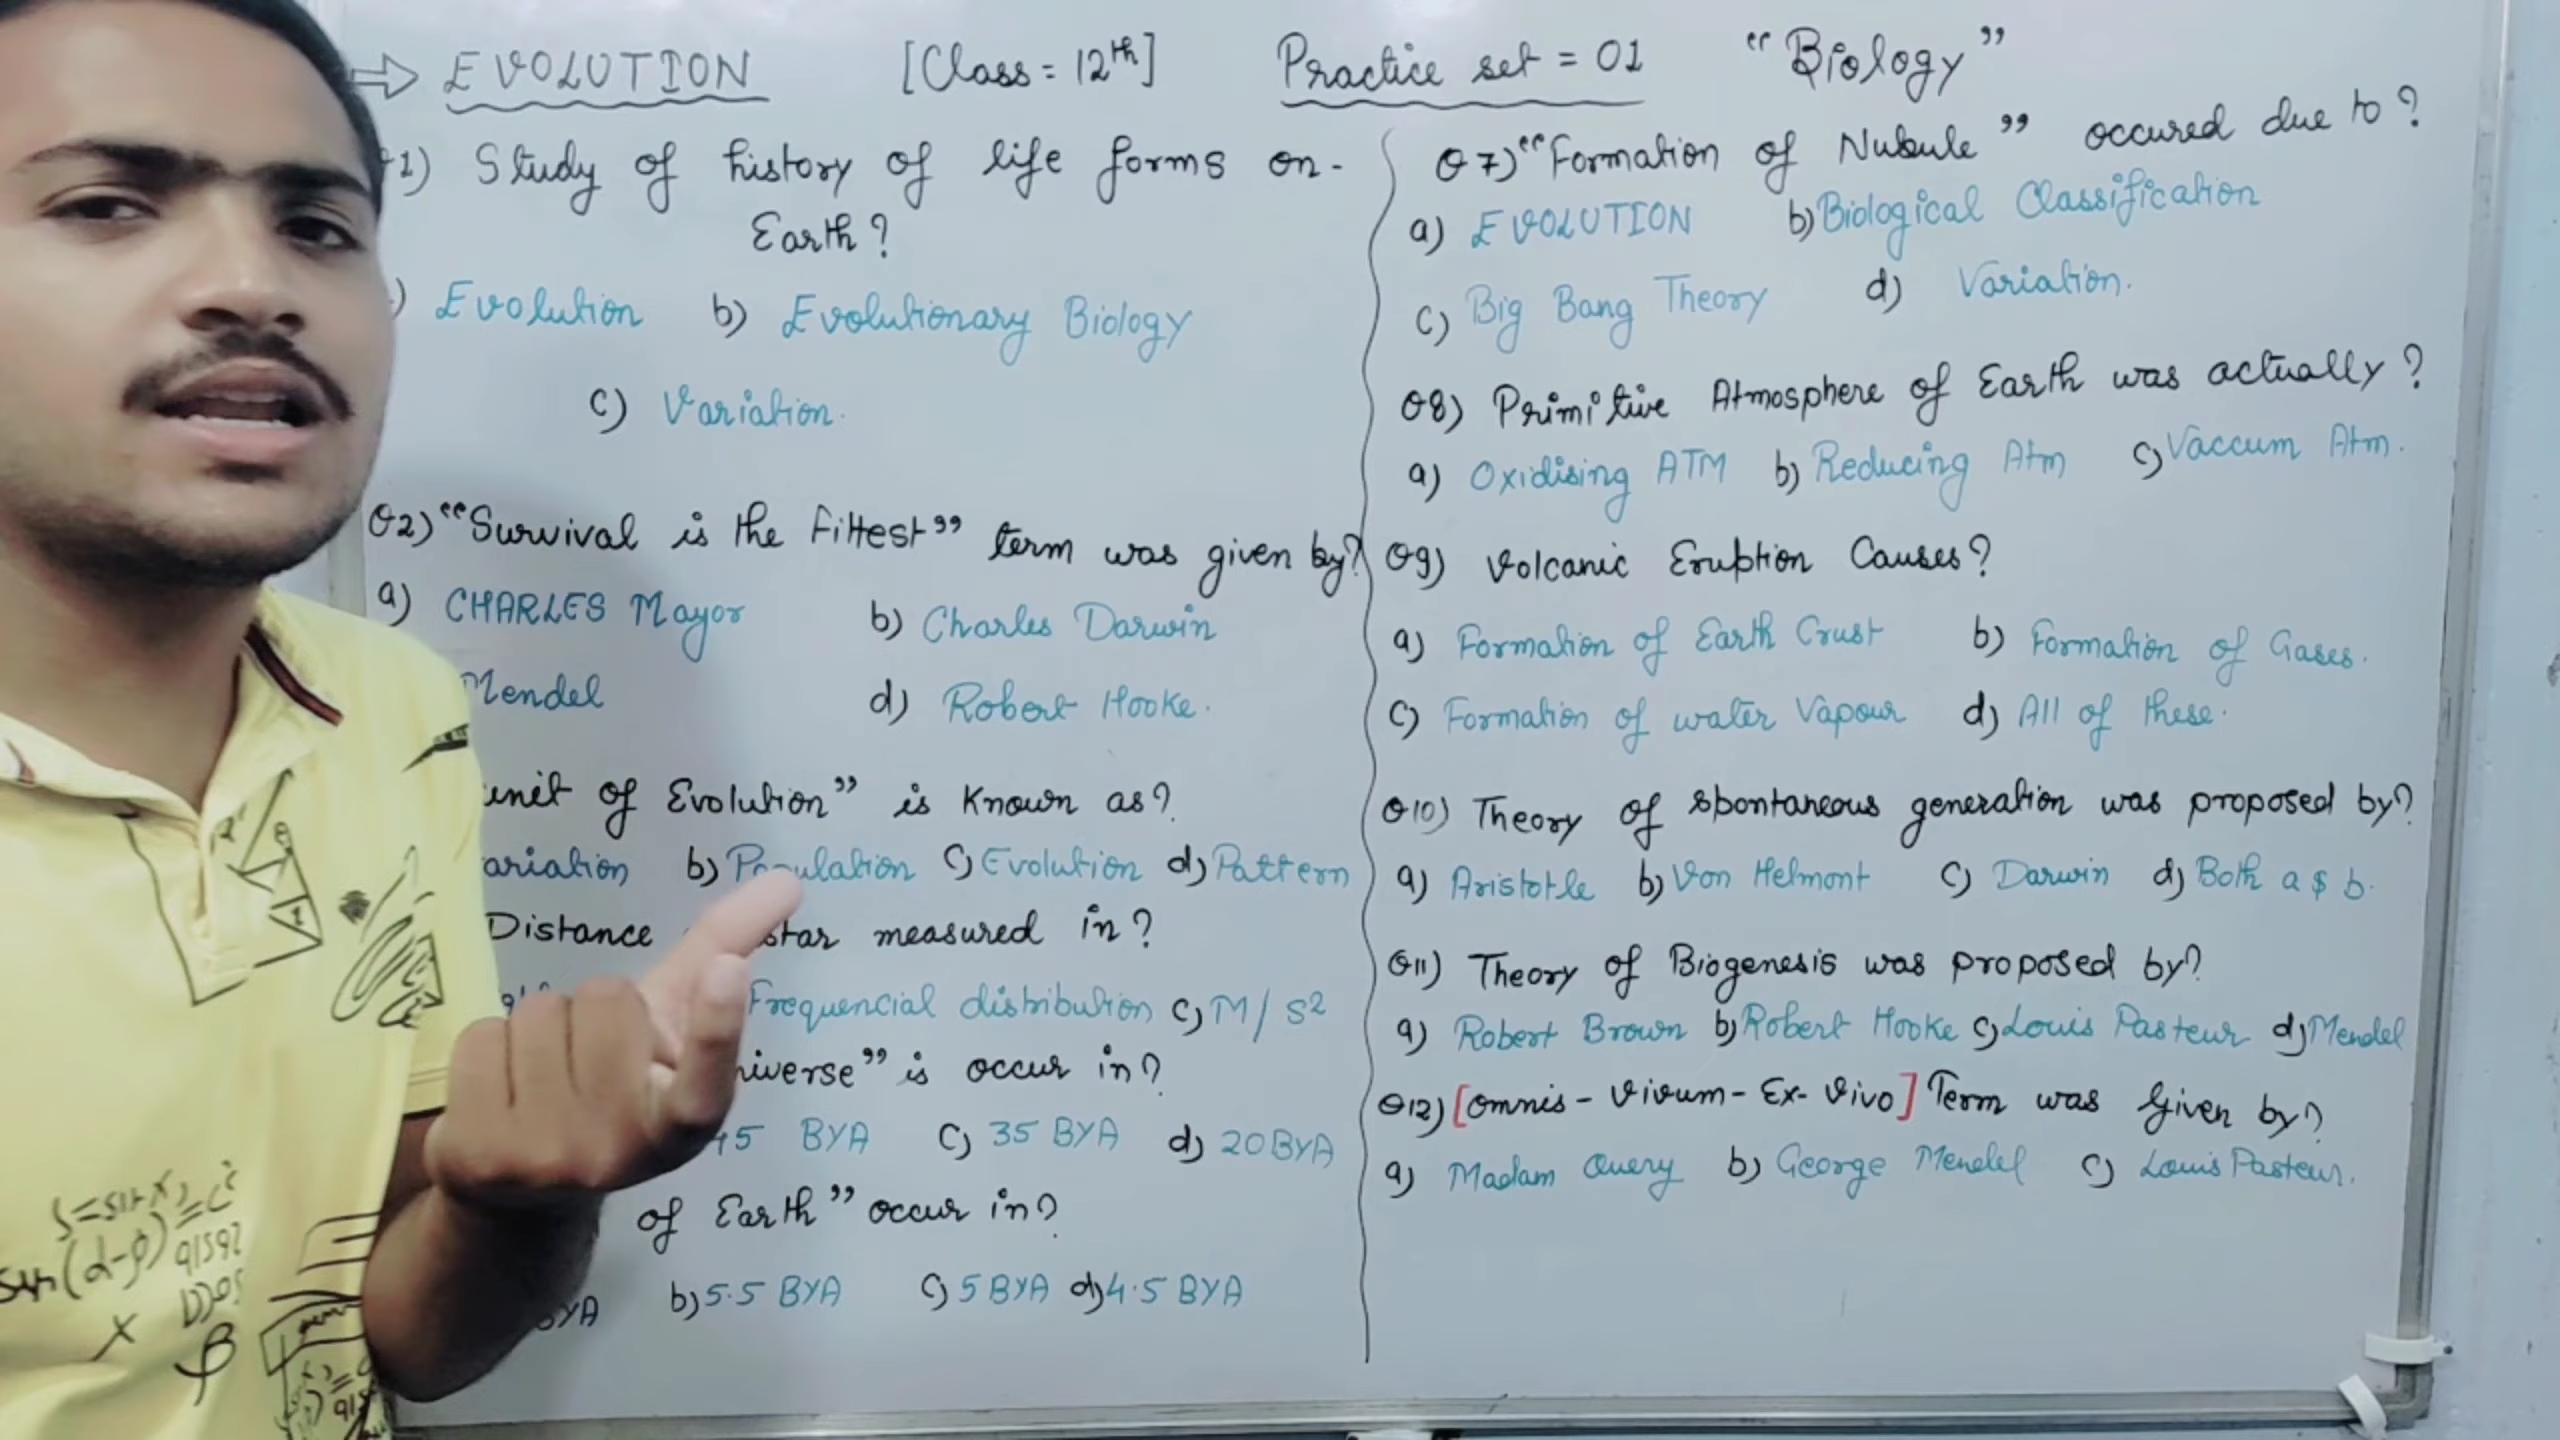 EVOLUTION [Class = 12th] Practice set = 01 "Biology"
1) Study of history of life forms on-
Earth?
) Evolution b) Evolutionary Biology
c) Variation.
Q2) "Survival is the Fittest" term was given by?
a) CHARLES Mayor b) Charles Darwin
Mendel d) Robert Hooke.
unit of Evolution" is Known as?
ariation b) Population c) Evolution d) Pattern
Distance star measured in?
Frequencial distribution c) M/S2
niverse" is occur in?
45 BYA c) 35 BYA d) 20 BYA
of Earth" occur in?
BYA b) 5.5 BYA c) 5 BYA d) 4.5 BYA
Q7) "Formation of Nubule" occured due to?
a) EVOLUTION b) Biological Classification
c) Big Bang Theory d) Variation.
Q8) Primitive Atmosphere of Earth was actually?
a) Oxidising ATM b) Reducing Atm c) Vaccum Atm.
Q9) Volcanic Eruption Causes?
a) Formation of Earth Crust b) Formation of Gases.
c) Formation of water Vapour d) All of these.
Q10) Theory of spontaneous generation was proposed by?
a) Aristotle b) Von Helmont c) Darwin d) Both a $ b.
Q11) Theory of Biogenesis was proposed by?
a) Robert Brown b) Robert Hooke c) Louis Pasteur d) Mendel
Q12) [omnis - vivum - Ex - vivo] Term was Given by?
a) Madam Query b) George Mendel c) Louis Pasteur.